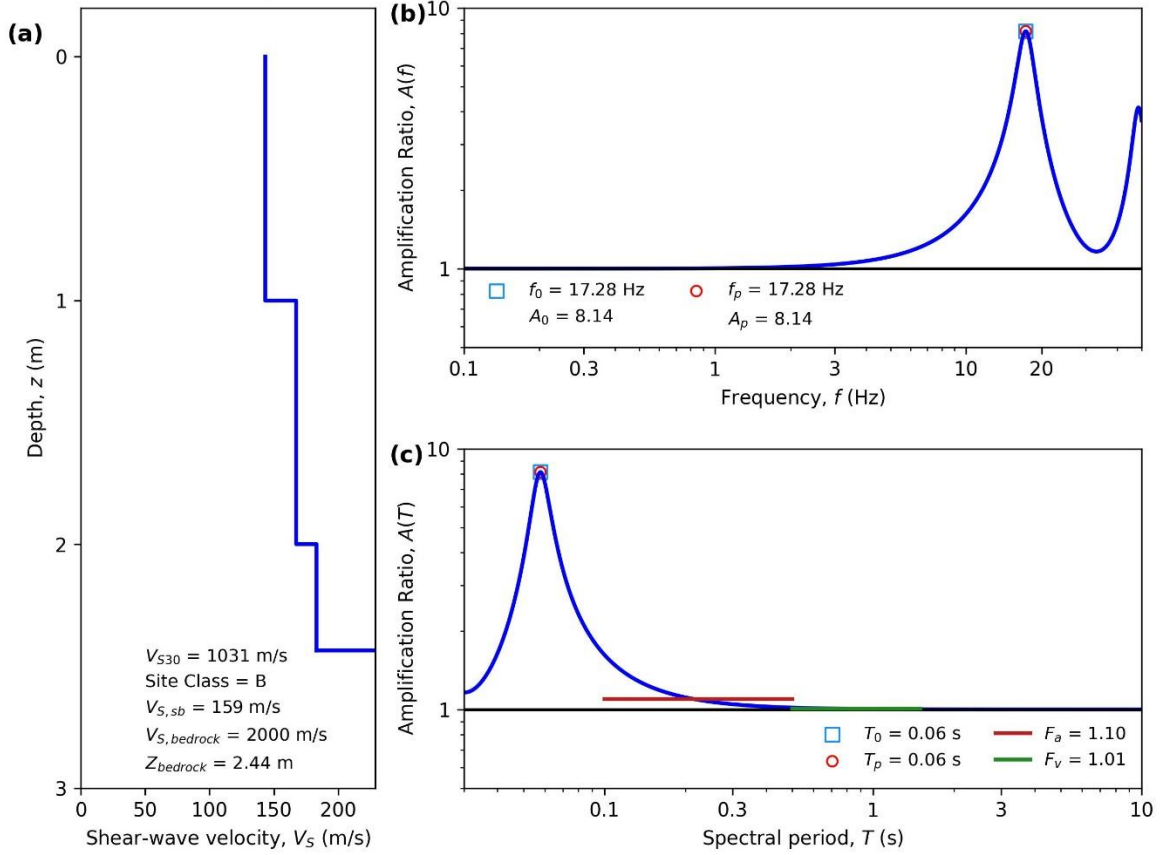 (a)
0
1
2
3
Depth, z (m)
V_S30 = 1031 m/s
Site Class = B
V_S,sb = 159 m/s
V_S,bedrock = 2000 m/s
Z_bedrock = 2.44 m
0 50 100 150 200
Shear-wave velocity, V_S (m/s)
(b)
10
1
Amplification Ratio, A(f)
f_0 = 17.28 Hz
A_0 = 8.14
f_p = 17.28 Hz
A_p = 8.14
0.1 0.3 1 3 10 20
Frequency, f (Hz)
(c)
10
1
Amplification Ratio, A(T)
T_0 = 0.06 s
T_p = 0.06 s
F_a = 1.10
F_v = 1.01
0.1 0.3 1 3 10
Spectral period, T (s)